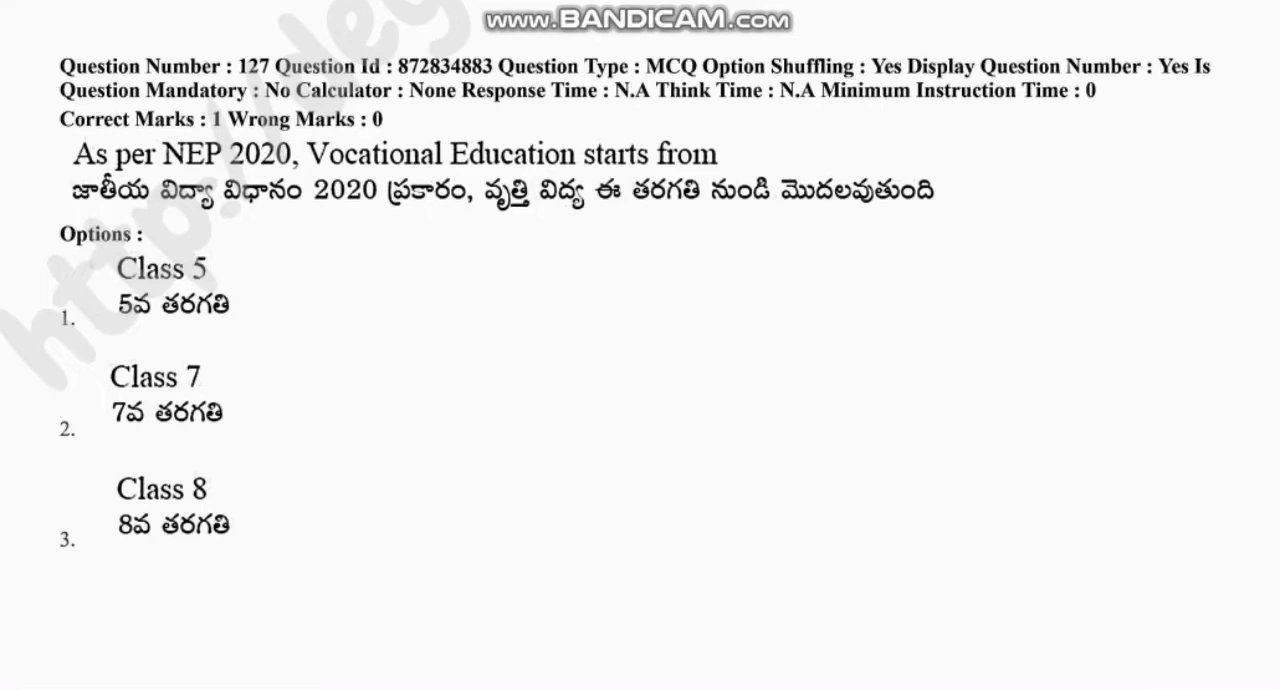 www.BANDICAM.com
Question Number : 127 Question Id : 872834883 Question Type : MCQ Option Shuffling : Yes Display Question Number : Yes Is
Question Mandatory : No Calculator : None Response Time : N.A Think Time : N.A Minimum Instruction Time : 0
Correct Marks : 1 Wrong Marks : 0
As per NEP 2020, Vocational Education starts from
జాతీయ విద్యా విధానం 2020 ప్రకారం, వృత్తి విద్య ఈ తరగతి నుండి మొదలవుతుంది
Options :
Class 5
5వ తరగతి
1.
Class 7
7వ తరగతి
2.
Class 8
8వ తరగతి
3.
http://deg